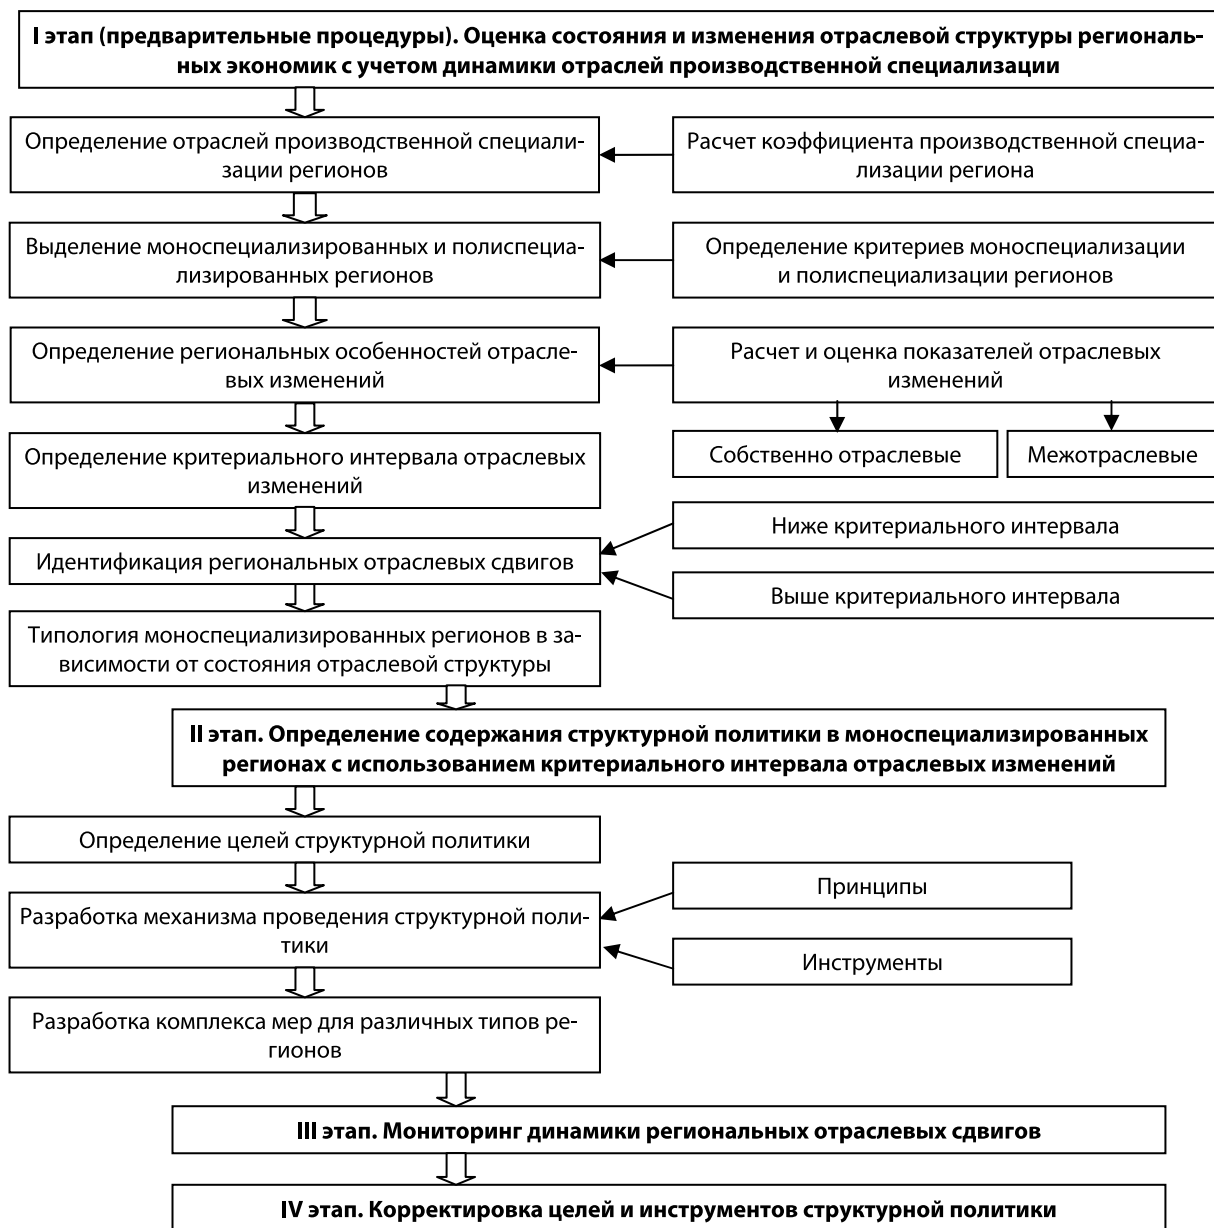 I этап (предварительные процедуры). Оценка состояния и изменения отраслевой структуры региональ-
ных экономик с учетом динамики отраслей производственной специализации
Определение отраслей производственной специали-
зации регионов
Расчет коэффициента производственной специа-
лизации региона
Выделение моноспециализированных и полиспециа-
лизированных регионов
Определение критериев моноспециализации
и полиспециализации регионов
Определение региональных особенностей отрасле-
вых изменений
Расчет и оценка показателей отраслевых
изменений
Собственно отраслевые
Межотраслевые
Определение критериального интервала отраслевых
изменений
Ниже критериального интервала
Идентификация региональных отраслевых сдвигов
Выше критериального интервала
Типология моноспециализированных регионов в за-
висимости от состояния отраслевой структуры
II этап. Определение содержания структурной политики в моноспециализированных
регионах с использованием критериального интервала отраслевых изменений
Определение целей структурной политики
Принципы
Разработка механизма проведения структурной поли-
тики
Инструменты
Разработка комплекса мер для различных типов ре-
гионов
III этап. Мониторинг динамики региональных отраслевых сдвигов
IV этап. Корректировка целей и инструментов структурной политики